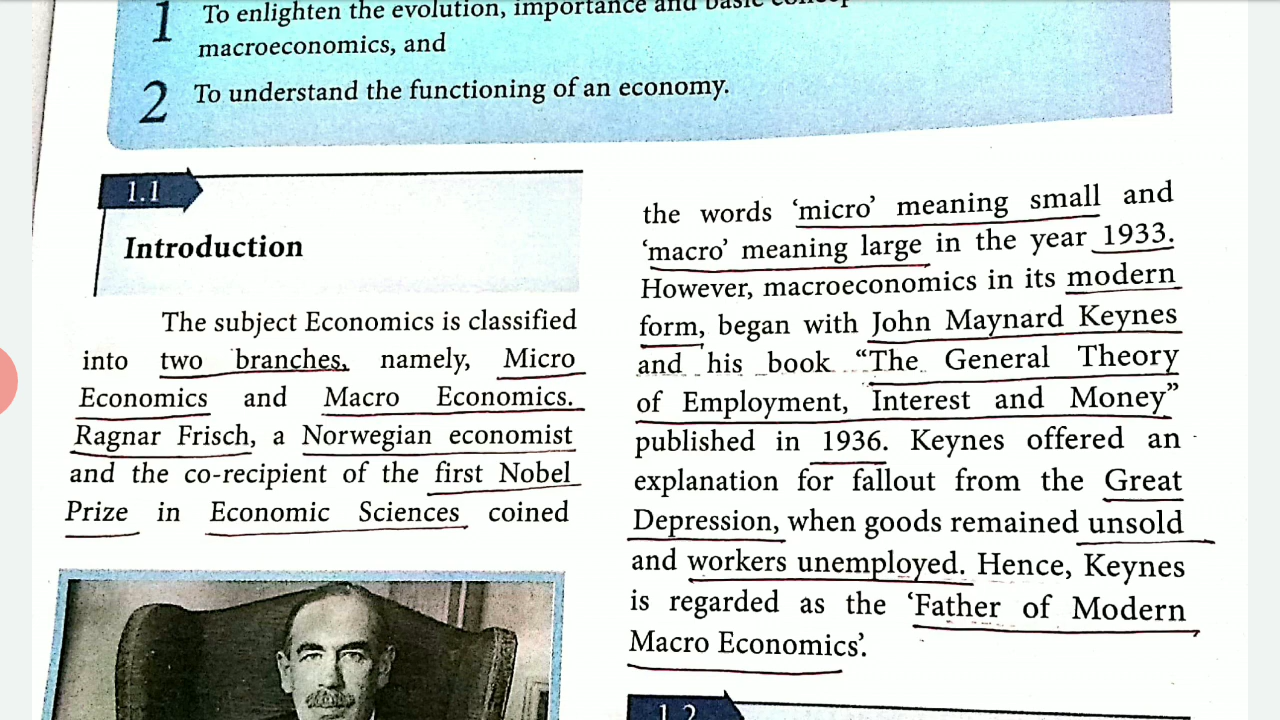 1 To enlighten the evolution, importance and basic
macroeconomics, and
2 To understand the functioning of an economy.
1.1
Introduction
The subject Economics is classified
into two branches, namely, Micro
Economics and Macro Economics.
Ragnar Frisch, a Norwegian economist
and the co-recipient of the first Nobel
Prize in Economic Sciences coined
the words ‘micro’ meaning small and
‘macro’ meaning large in the year 1933.
However, macroeconomics in its modern
form, began with John Maynard Keynes
and his book “The General Theory
of Employment, Interest and Money”
published in 1936. Keynes offered an
explanation for fallout from the Great
Depression, when goods remained unsold
and workers unemployed. Hence, Keynes
is regarded as the ‘Father of Modern
Macro Economics’.
1.2